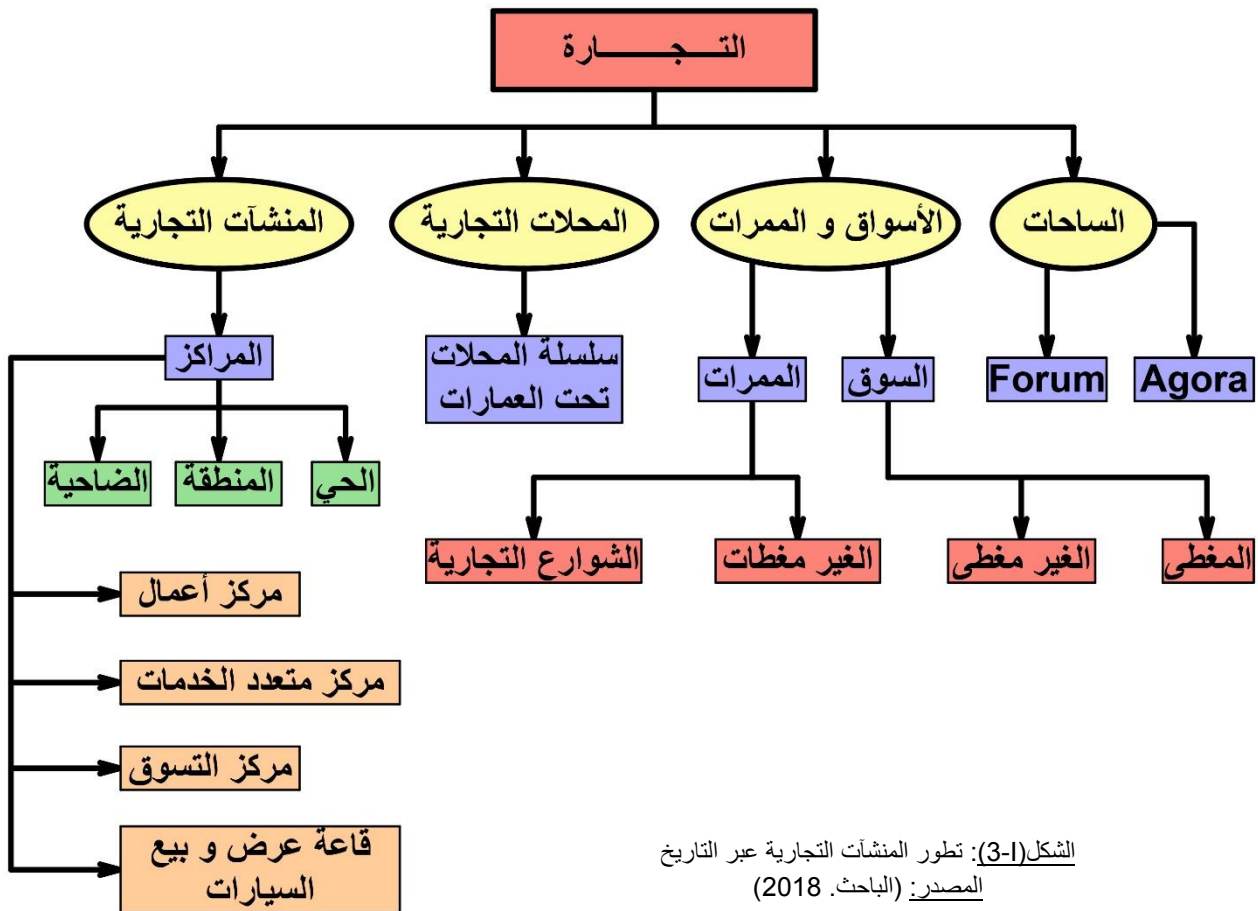 التـــجــــــارة
الساحات
الأسواق و الممرات
المحلات التجارية
المنشآت التجارية
Agora
Forum
السوق
الممرات
سلسلة المحلات
تحت العمارات
المراكز
الحي
المنطقة
الضاحية
المغطى
الغير مغطى
الغير مغطات
الشوارع التجارية
مركز أعمال
مركز متعدد الخدمات
مركز التسوق
قاعة عرض و بيع
السيارات
الشكل(3-I): تطور المنشآت التجارية عبر التاريخ
المصدر: (الباحث. 2018)